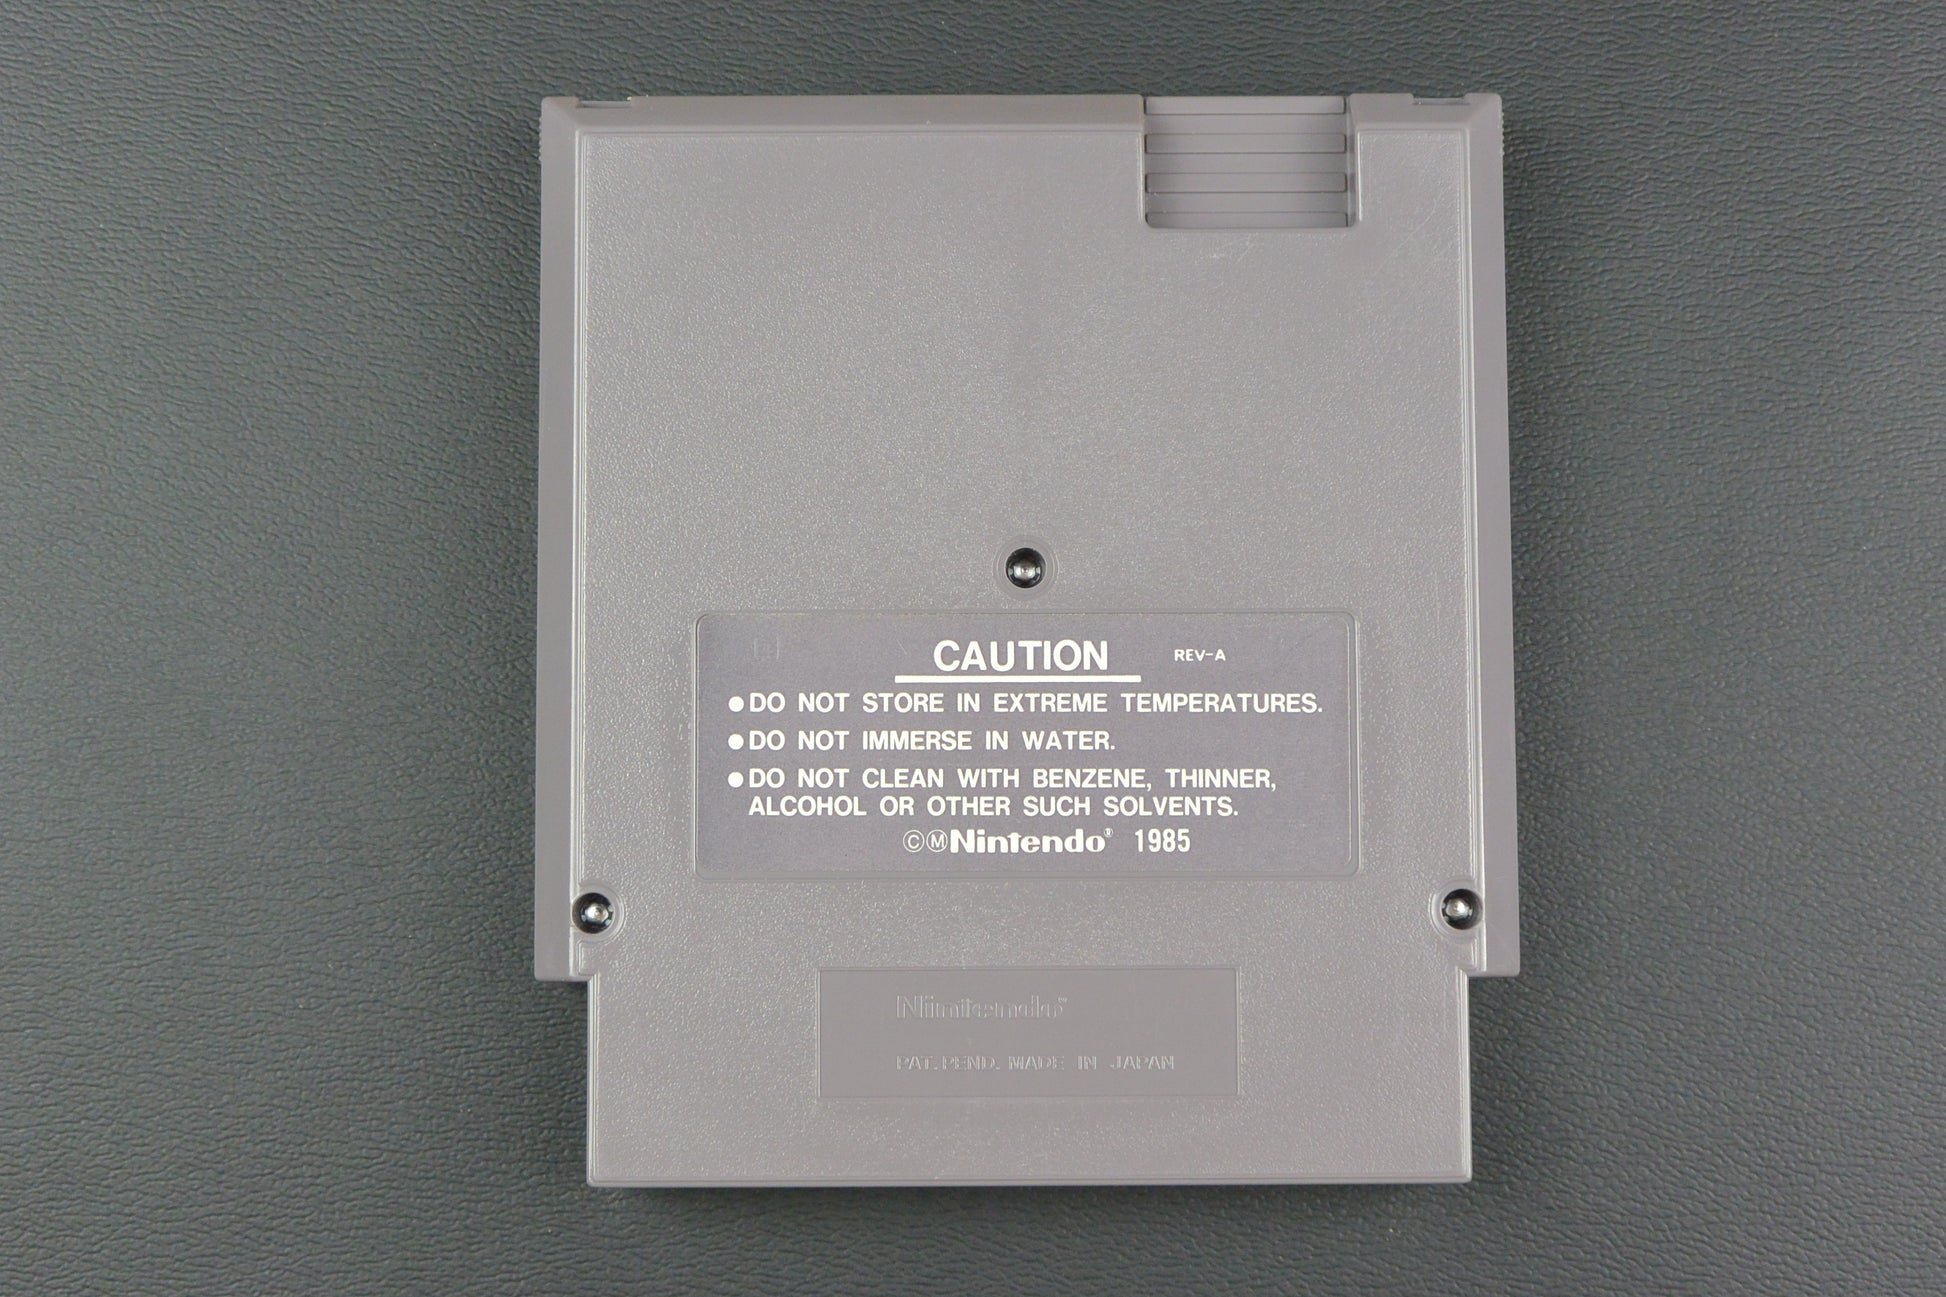 CAUTION REV-A
●DO NOT STORE IN EXTREME TEMPERATURES.
●DO NOT IMMERSE IN WATER.
●DO NOT CLEAN WITH BENZENE, THINNER,
ALCOHOL OR OTHER SUCH SOLVENTS.
ⒸⓂNintendo® 1985
Nintendo®
PAT. PEND. MADE IN JAPAN